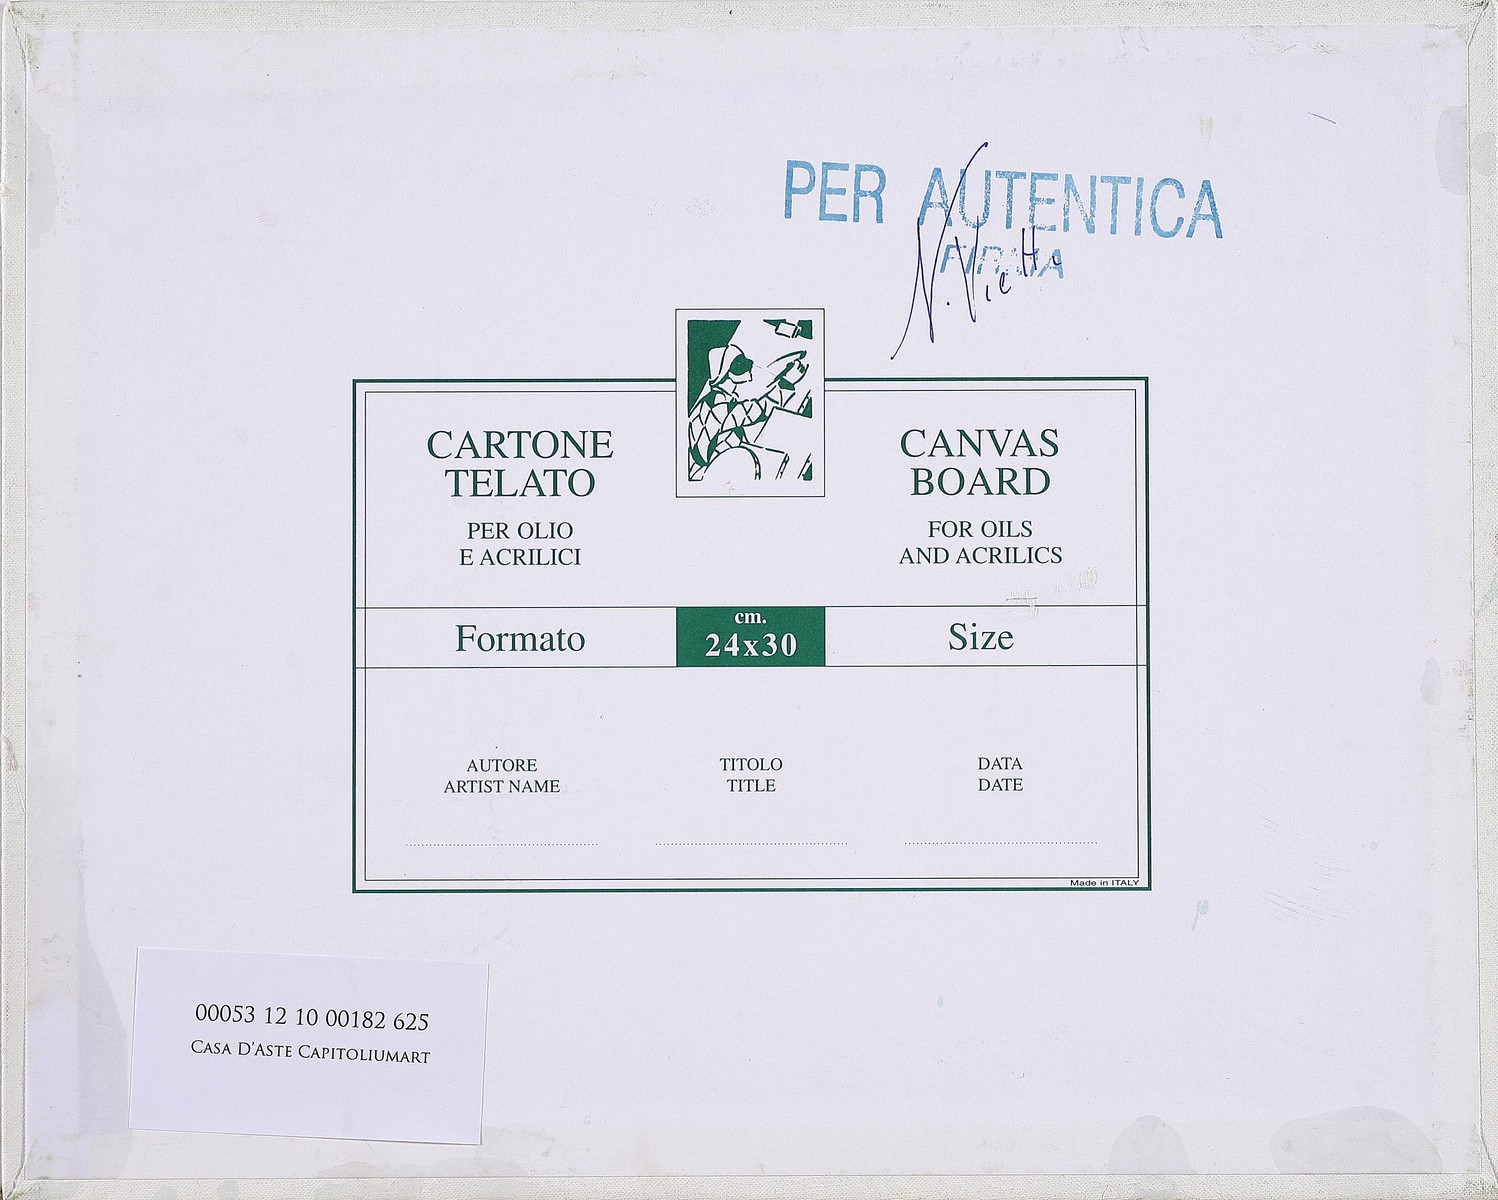 PER AUTENTICA
FIRMA
N. Vietti
CARTONE
TELATO
PER OLIO
E ACRILICI
CANVAS
BOARD
FOR OILS
AND ACRILICS
Formato
cm.
24x30
Size
AUTORE
ARTIST NAME
TITOLO
TITLE
DATA
DATE
Made in ITALY
00053 12 10 00182 625
CASA D'ASTE CAPITOLIUMART